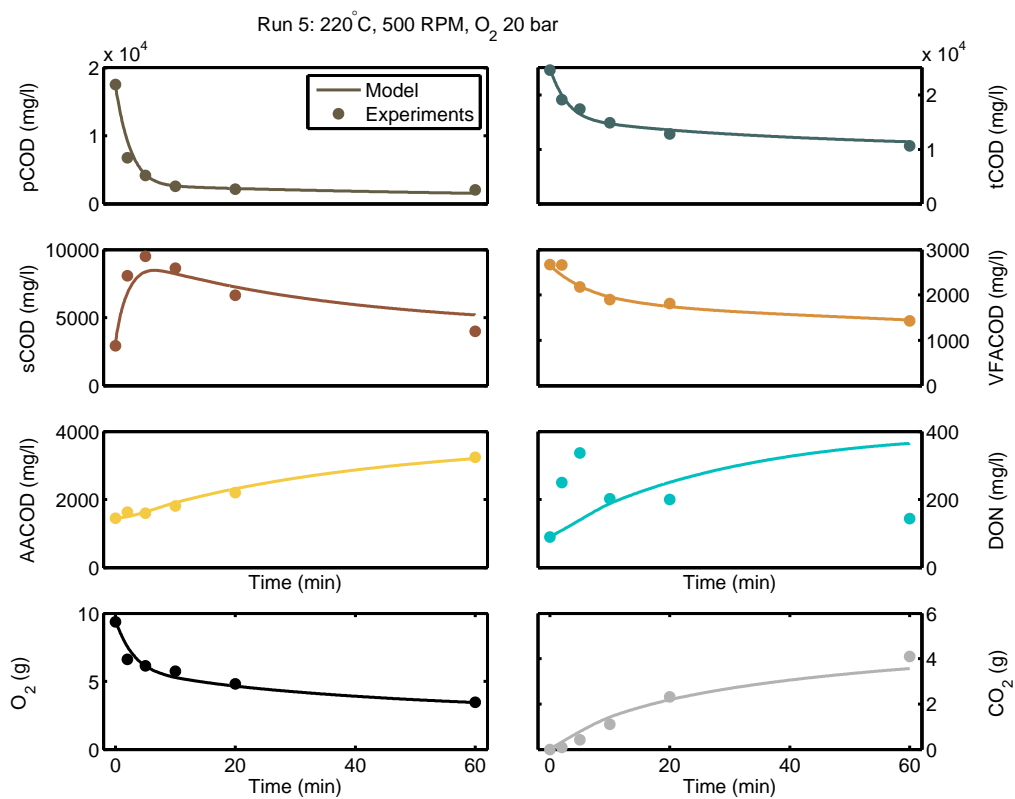 Run 5: 220°C, 500 RPM, O2 20 bar
x 10^4
2
1
0
pCOD (mg/l)
Model
Experiments
x 10^4
2
1
0
tCOD (mg/l)
10000
5000
0
sCOD (mg/l)
3000
2000
1000
0
VFACOD (mg/l)
4000
2000
0
AACOD (mg/l)
Time (min)
400
200
0
DON (mg/l)
Time (min)
10
5
0
O2 (g)
0 20 40 60
Time (min)
6
4
2
0
CO2 (g)
0 20 40 60
Time (min)